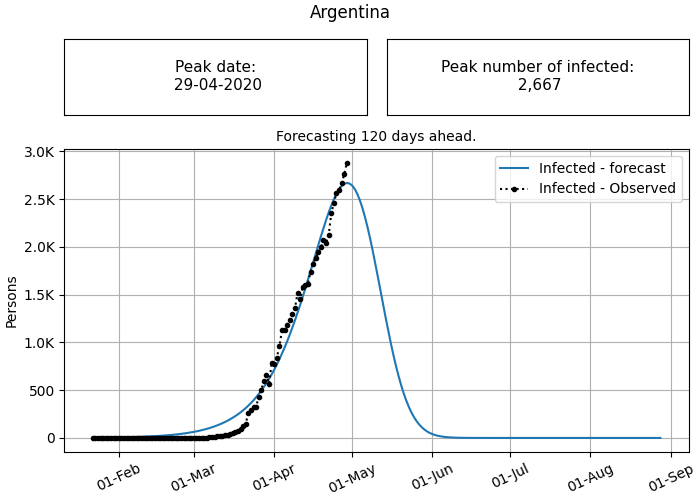 Argentina
Peak date:
29-04-2020
Peak number of infected:
2,667
Forecasting 120 days ahead.
3.0K
2.5K
2.0K
1.5K
1.0K
500
0
Persons
Infected - forecast
Infected - Observed
01-Feb
01-Mar
01-Apr
01-May
01-Jun
01-Jul
01-Aug
01-Sep